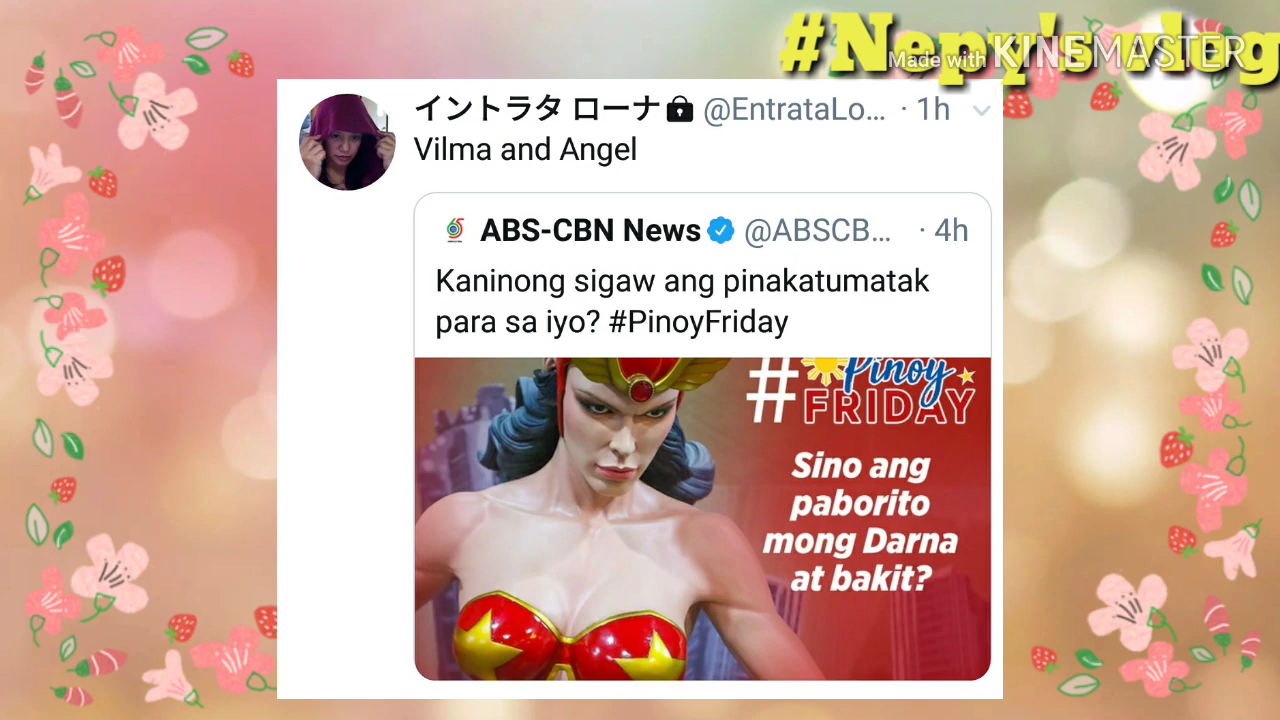 #Nepy's vlog
Made with KINEMASTER
イントラタ ローナ🔒 @EntrataLo... · 1h
Vilma and Angel
ABS-CBN News @ABSCB... · 4h
Kaninong sigaw ang pinakatumatak
para sa iyo? #PinoyFriday
#Pinoy
FRIDAY
Sino ang
paborito
mong Darna
at bakit?